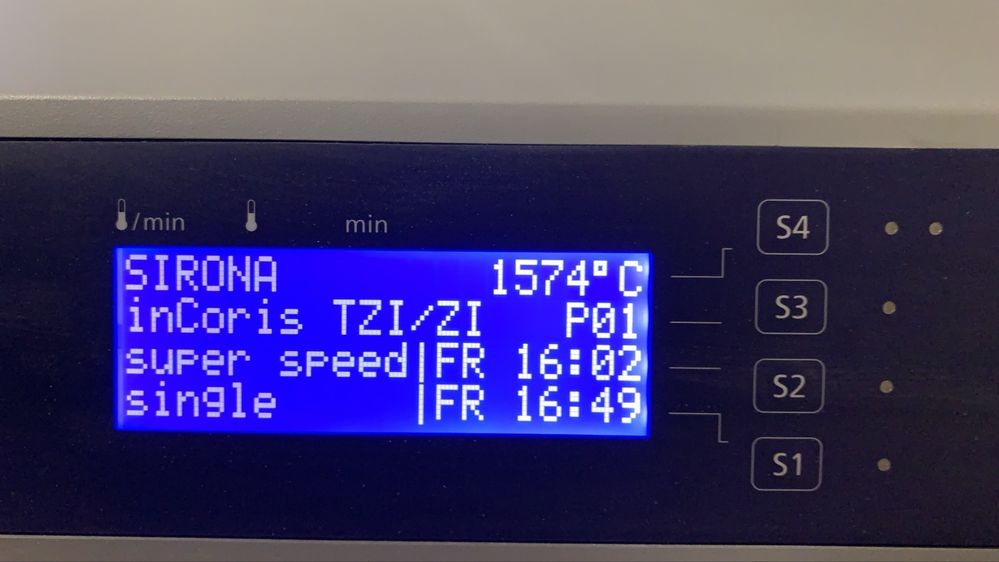 /min min
SIRONA 1574°C
inCoris TZI/ZI P01
super speed|FR 16:02
single |FR 16:49
S4
S3
S2
S1